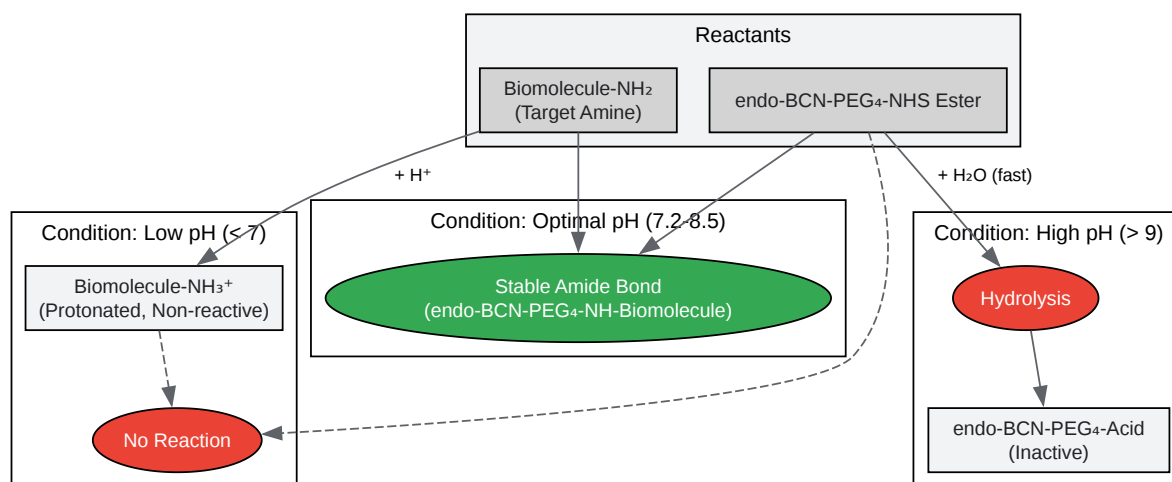 Reactants
Biomolecule-NH₂
(Target Amine)
endo-BCN-PEG₄-NHS Ester
+ H⁺
+ H₂O (fast)
Condition: Low pH (< 7)
Condition: Optimal pH (7.2-8.5)
Condition: High pH (> 9)
Biomolecule-NH₃⁺
(Protonated, Non-reactive)
Stable Amide Bond
(endo-BCN-PEG₄-NH-Biomolecule)
Hydrolysis
No Reaction
endo-BCN-PEG₄-Acid
(Inactive)